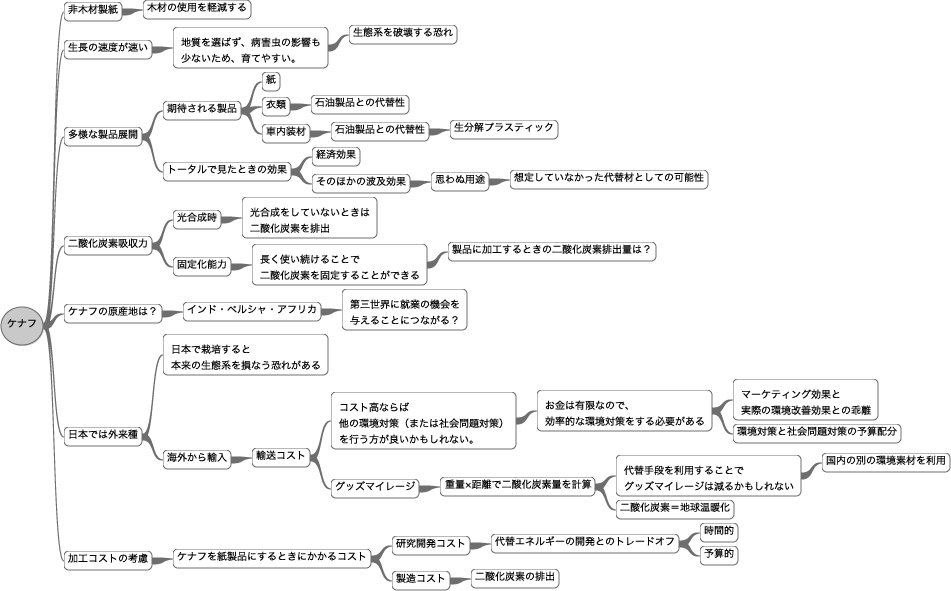 ケナフ
非木材製紙
木材の使用を軽減する
生長の速度が速い
地質を選ばず、病害虫の影響も
少ないため、育てやすい。
生態系を破壊する恐れ
多様な製品展開
期待される製品
紙
衣類
石油製品との代替性
車内装材
石油製品との代替性
生分解プラスティック
トータルで見たときの効果
経済効果
そのほかの波及効果
思わぬ用途
想定していなかった代替材としての可能性
二酸化炭素吸収力
光合成時
光合成をしていないときは
二酸化炭素を排出
固定化能力
長く使い続けることで
二酸化炭素を固定することができる
製品に加工するときの二酸化炭素排出量は？
ケナフの原産地は？
インド・ペルシャ・アフリカ
第三世界に就業の機会を
与えることにつながる？
日本では外来種
日本で栽培すると
本来の生態系を損なう恐れがある
海外から輸入
輸送コスト
コスト高ならば
他の環境対策（または社会問題対策）
を行う方が良いかもしれない。
お金は有限なので、
効率的な環境対策をする必要がある
マーケティング効果と
実際の環境改善効果との乖離
環境対策と社会問題対策の予算配分
グッズマイレージ
重量×距離で二酸化炭素量を計算
代替手段を利用することで
グッズマイレージは減るかもしれない
国内の別の環境素材を利用
二酸化炭素＝地球温暖化
加工コストの考慮
ケナフを紙製品にするときにかかるコスト
研究開発コスト
代替エネルギーの開発とのトレードオフ
時間的
予算的
製造コスト
二酸化炭素の排出